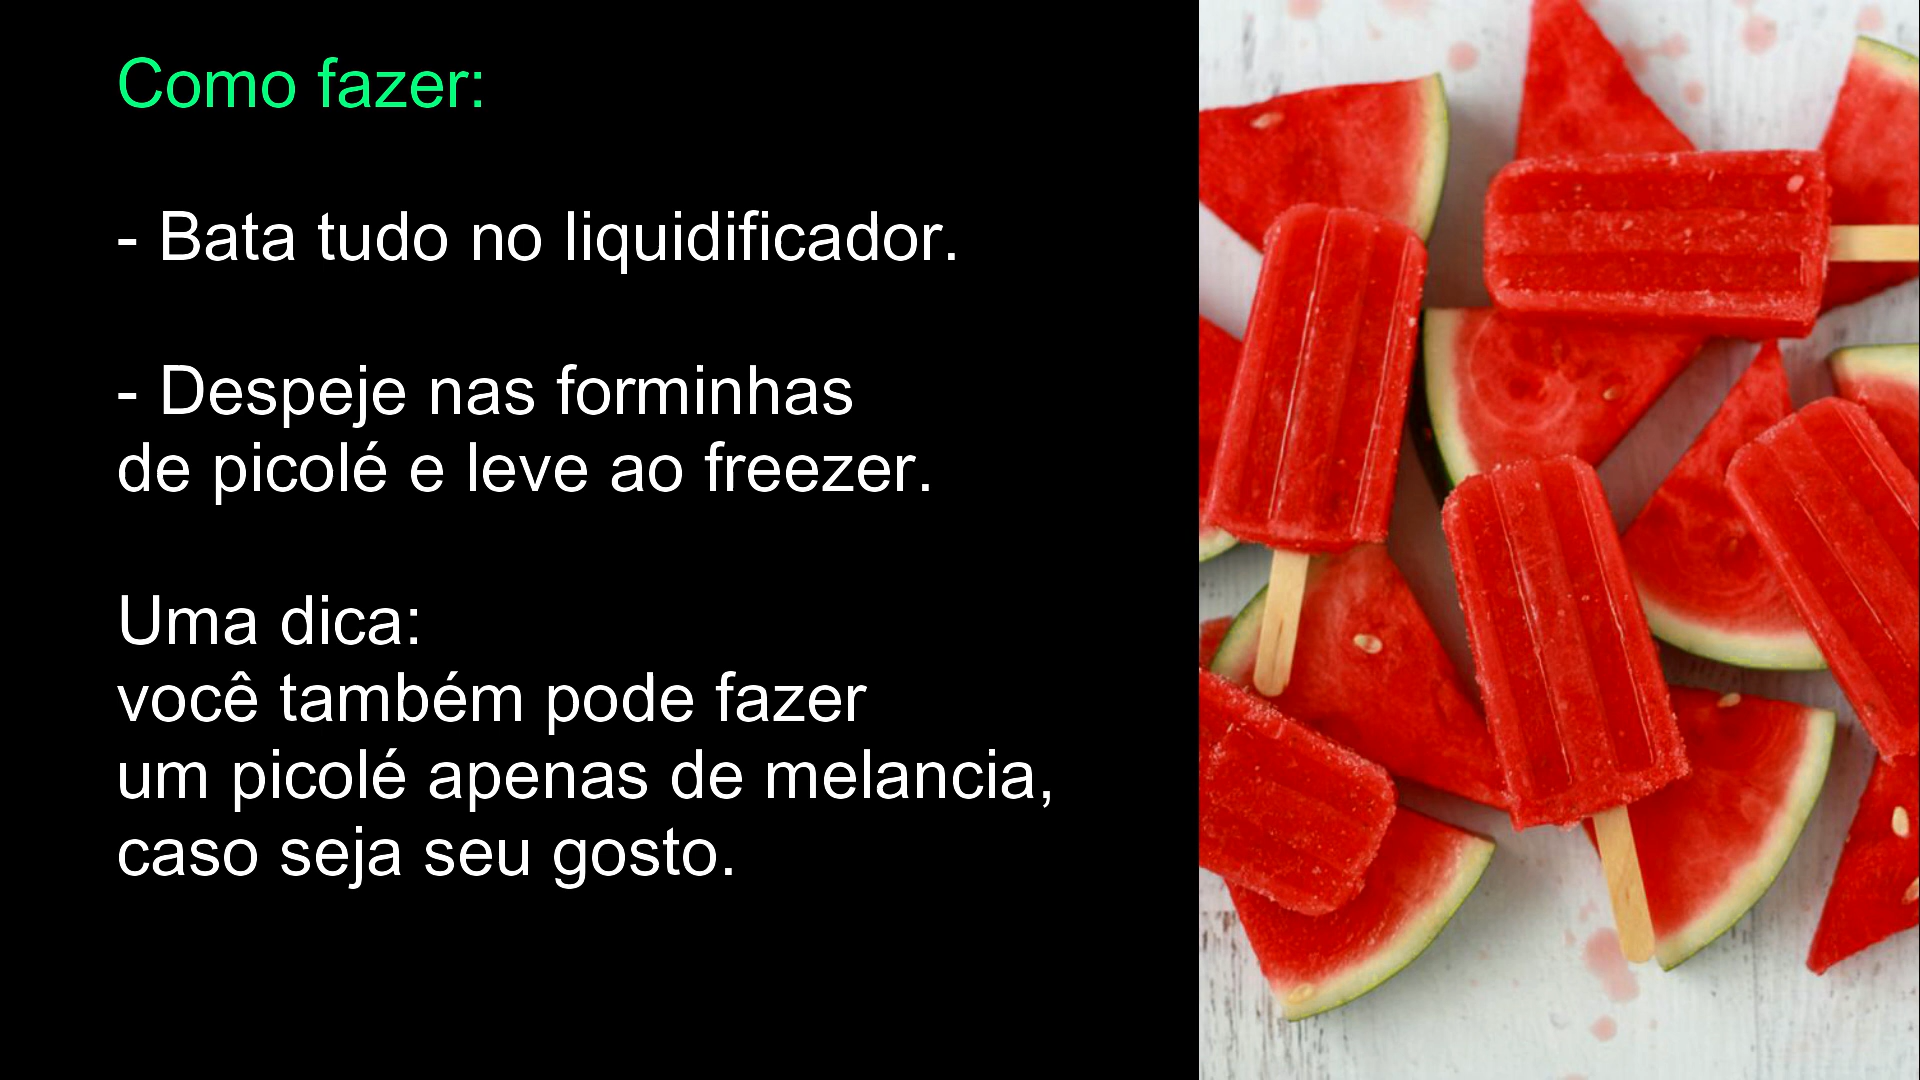 Como fazer:
- Bata tudo no liquidificador.
- Despeje nas forminhas
de picolé e leve ao freezer.
Uma dica:
você também pode fazer
um picolé apenas de melancia,
caso seja seu gosto.